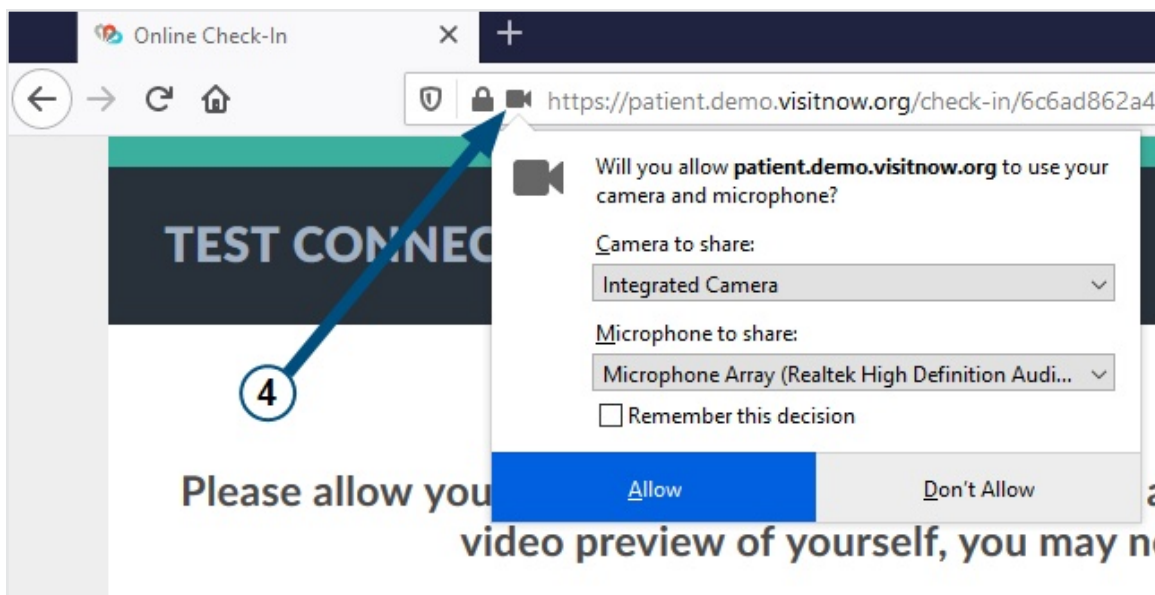 Online Check-In
https://patient.demo.visitnow.org/check-in/6c6ad862a4
Will you allow patient.demo.visitnow.org to use your
camera and microphone?
TEST CONNEC
Camera to share:
Integrated Camera
Microphone to share:
Microphone Array (Realtek High Definition Audi...
4
Remember this decision
Allow
Don't Allow
Please allow you
video preview of yourself, you may